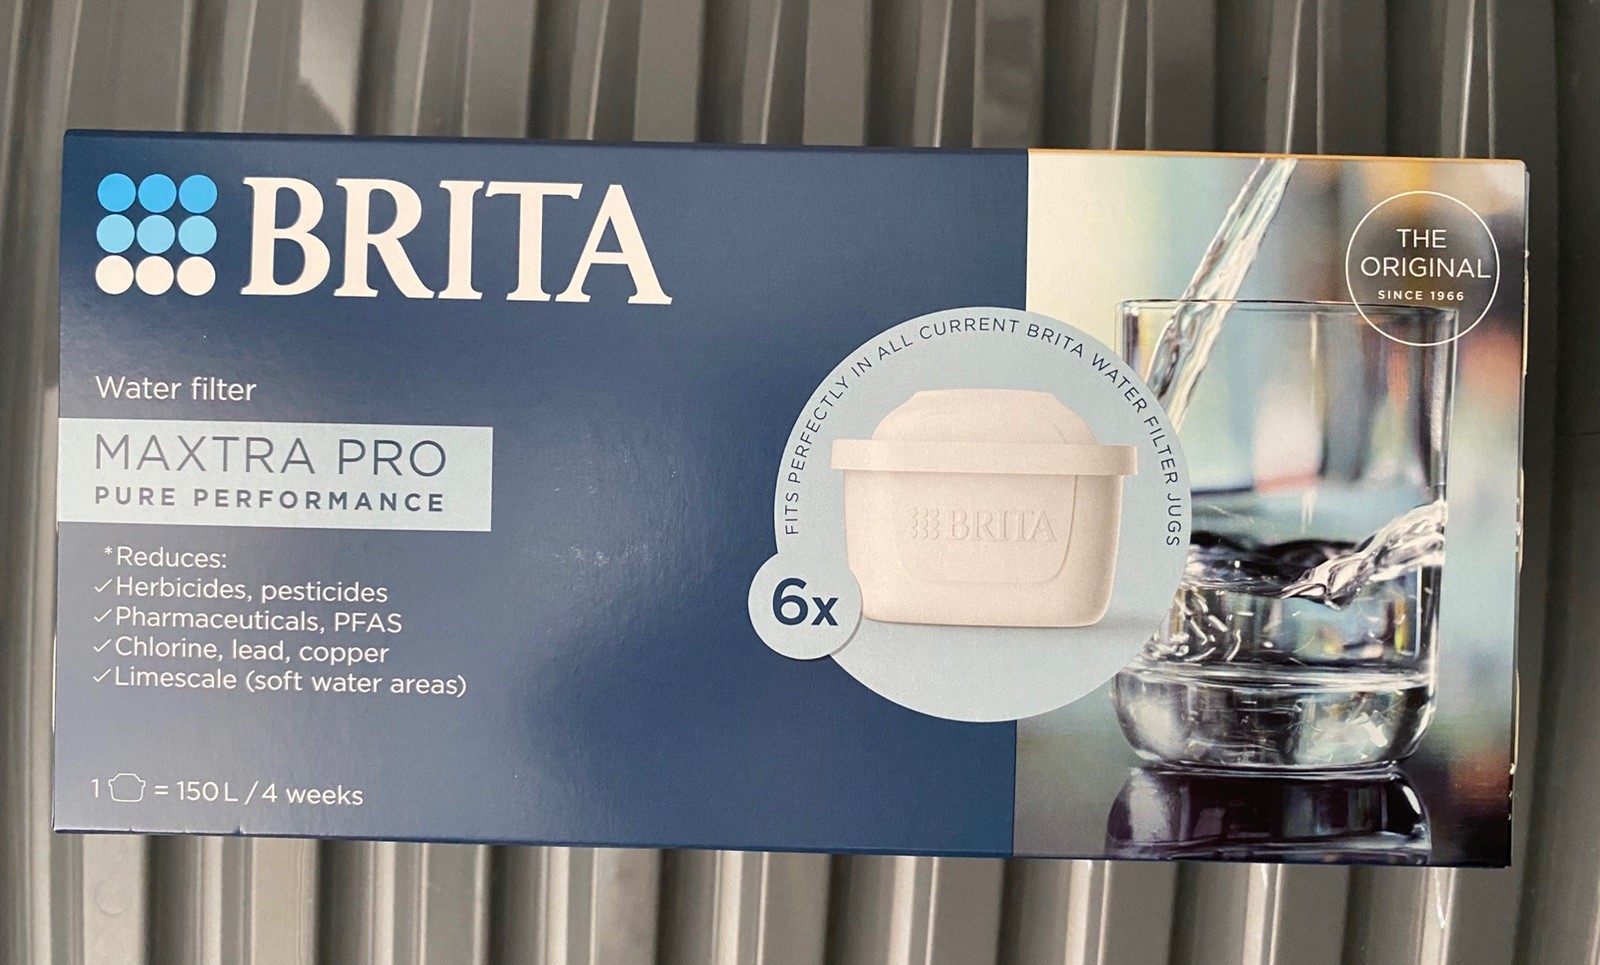 BRITA
Water filter
MAXTRA PRO
PURE PERFORMANCE
*Reduces:
✓Herbicides, pesticides
✓Pharmaceuticals, PFAS
✓Chlorine, lead, copper
✓Limescale (soft water areas)
1 = 150 L / 4 weeks
FITS PERFECTLY IN ALL CURRENT BRITA WATER FILTER JUGS
BRITA
6x
THE
ORIGINAL
SINCE 1966